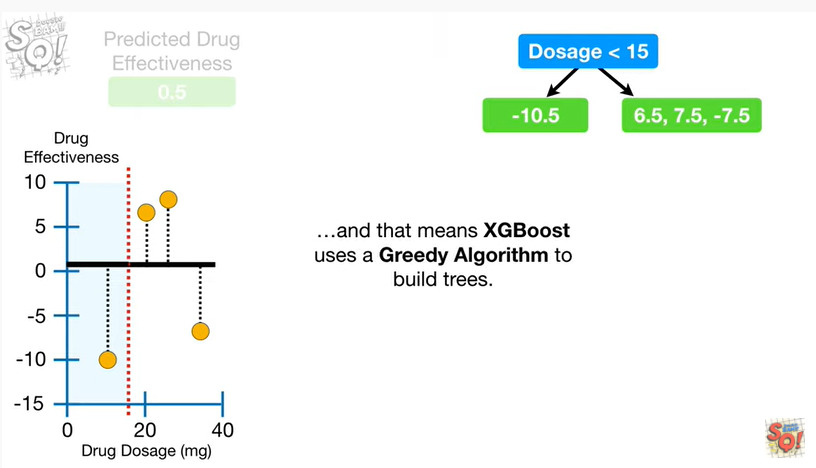 SQ!
Predicted Drug
Effectiveness
0.5
Dosage < 15
-10.5
6.5, 7.5, -7.5
Drug
Effectiveness
10
5
0
-5
-10
-15
0
20
40
Drug Dosage (mg)
…and that means XGBoost
uses a Greedy Algorithm to
build trees.
SQ!